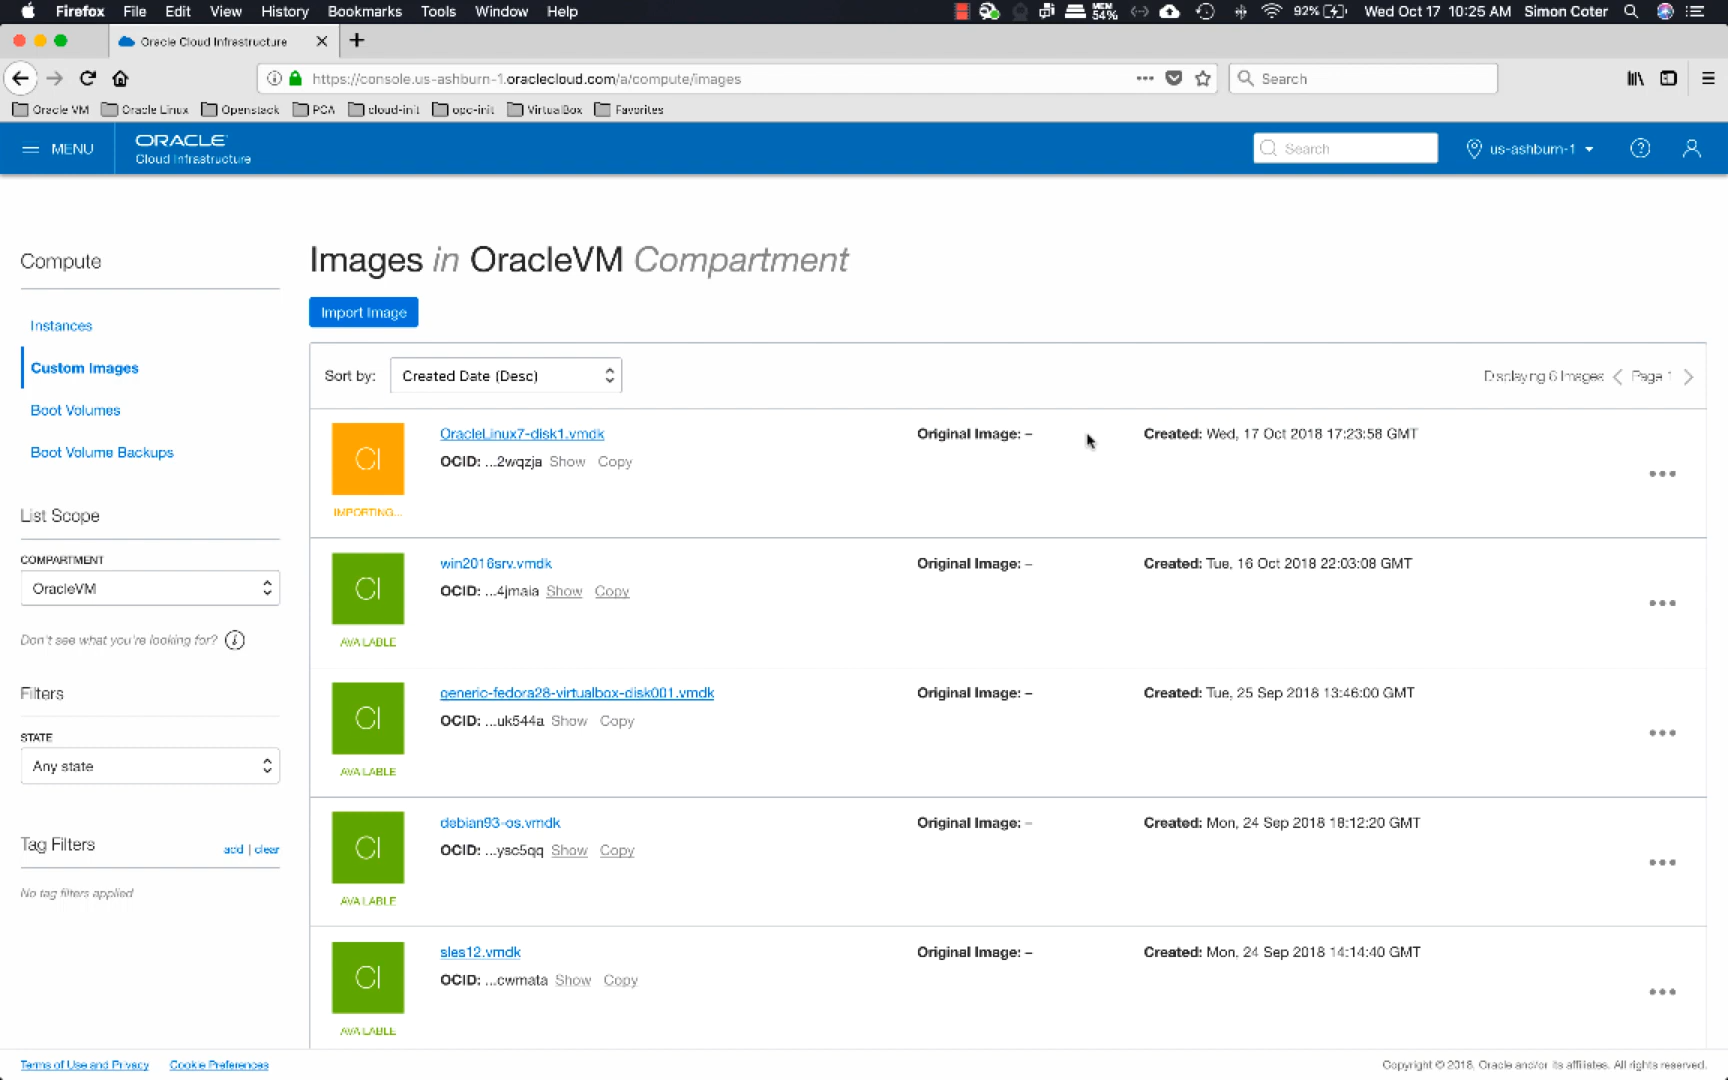 Firefox File Edit View History Bookmarks Tools Window Help MEM 54% 92% Wed Oct 17 10:25 AM Simon Coter
Oracle Cloud Infrastructure
https://console.us-ashburn-1.oraclecloud.com/a/compute/images Search
Oracle VM Oracle Linux Openstack PCA cloud-init opc-init VirtualBox Favorites
MENU ORACLE Cloud Infrastructure Search us-ashburn-1
Compute
Instances
Custom Images
Boot Volumes
Boot Volume Backups
List Scope
COMPARTMENT
OracleVM
Don't see what you're looking for?
Filters
STATE
Any state
Tag Filters add | clear
No tag filters applied
Images in OracleVM Compartment
Import Image
Sort by: Created Date (Desc) Displaying 6 Images Page 1
CI OracleLinux7-disk1.vmdk Original Image: – Created: Wed, 17 Oct 2018 17:23:58 GMT
OCID: ...2wqzja Show Copy
IMPORTING...
CI win2016srv.vmdk Original Image: – Created: Tue, 16 Oct 2018 22:03:08 GMT
OCID: ...4jmaia Show Copy
AVAILABLE
CI generic-fedora28-virtualbox-disk001.vmdk Original Image: – Created: Tue, 25 Sep 2018 13:46:00 GMT
OCID: ...uk544a Show Copy
AVAILABLE
CI debian93-os.vmdk Original Image: – Created: Mon, 24 Sep 2018 18:12:20 GMT
OCID: ...ysc5qq Show Copy
AVAILABLE
CI sles12.vmdk Original Image: – Created: Mon, 24 Sep 2018 14:14:40 GMT
OCID: ...cwmata Show Copy
AVAILABLE
Terms of Use and Privacy Cookie Preferences Copyright © 2018, Oracle and/or its affiliates. All rights reserved.